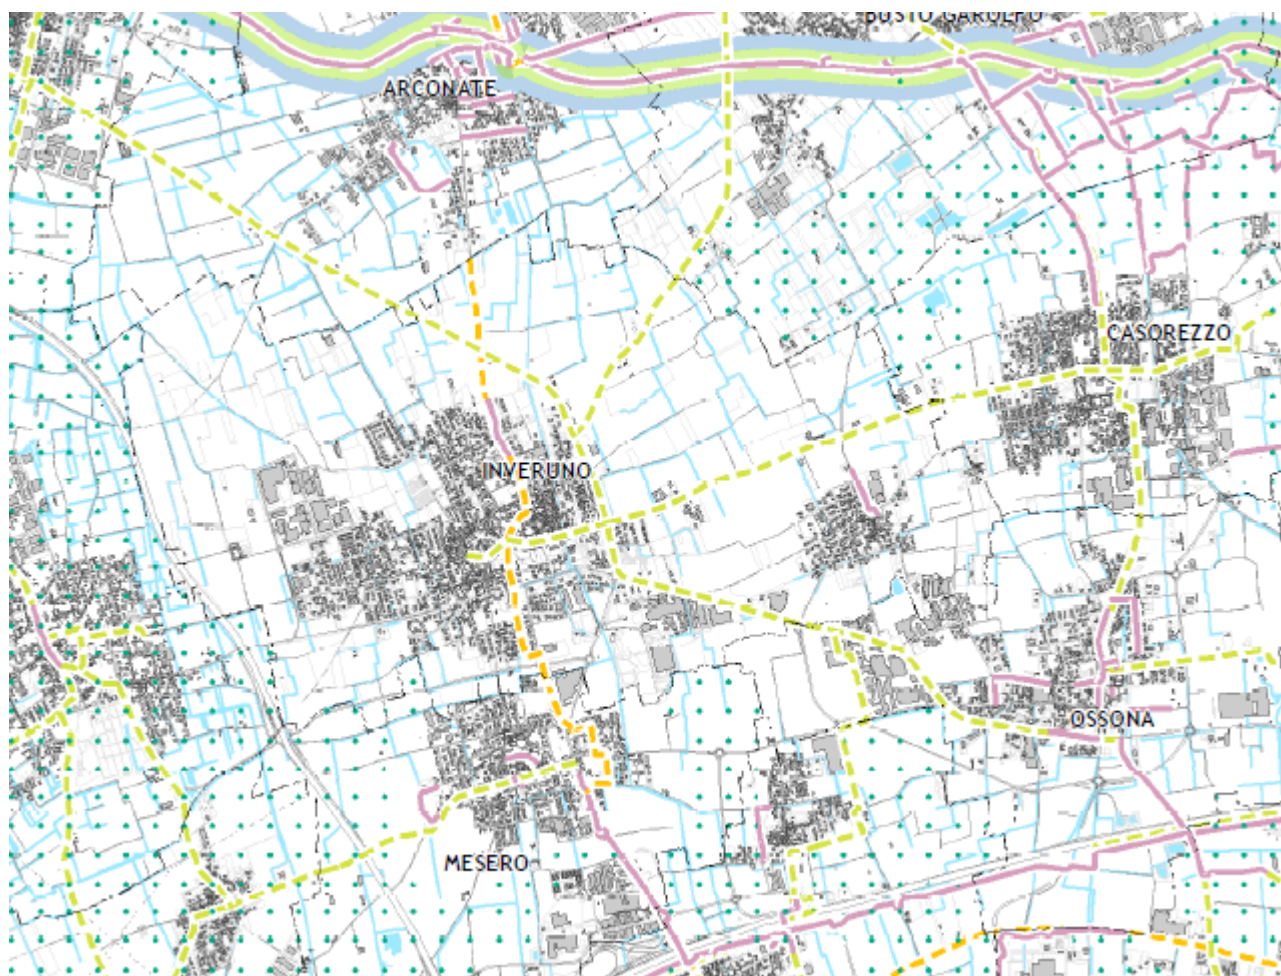 BUSTO GAROLFO
ARCONATE
CASOREZZO
INVERUNO
OSSONA
MESERO